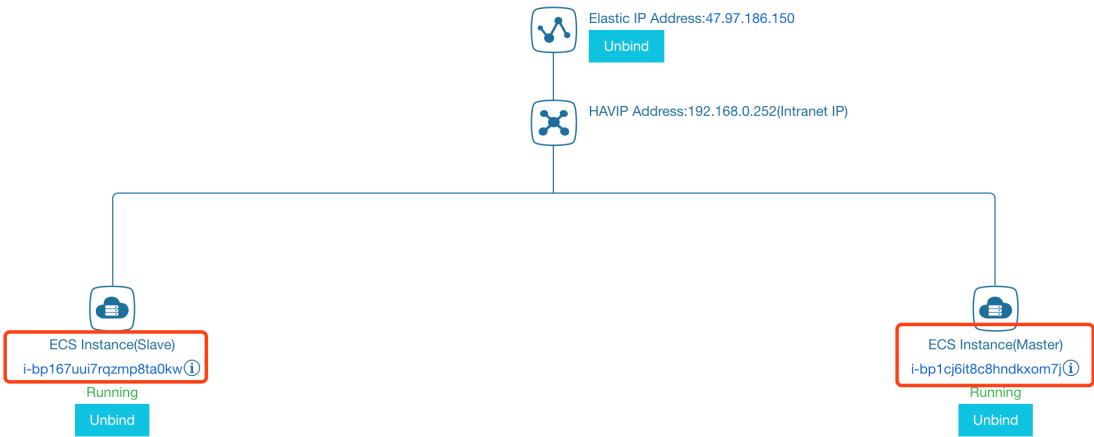 Elastic IP Address:47.97.186.150
Unbind
HAVIP Address:192.168.0.252(Intranet IP)
ECS Instance(Slave)
i-bp167uui7rqzmp8ta0kw
Running
Unbind
ECS Instance(Master)
i-bp1cj6it8c8hndkxom7j
Running
Unbind